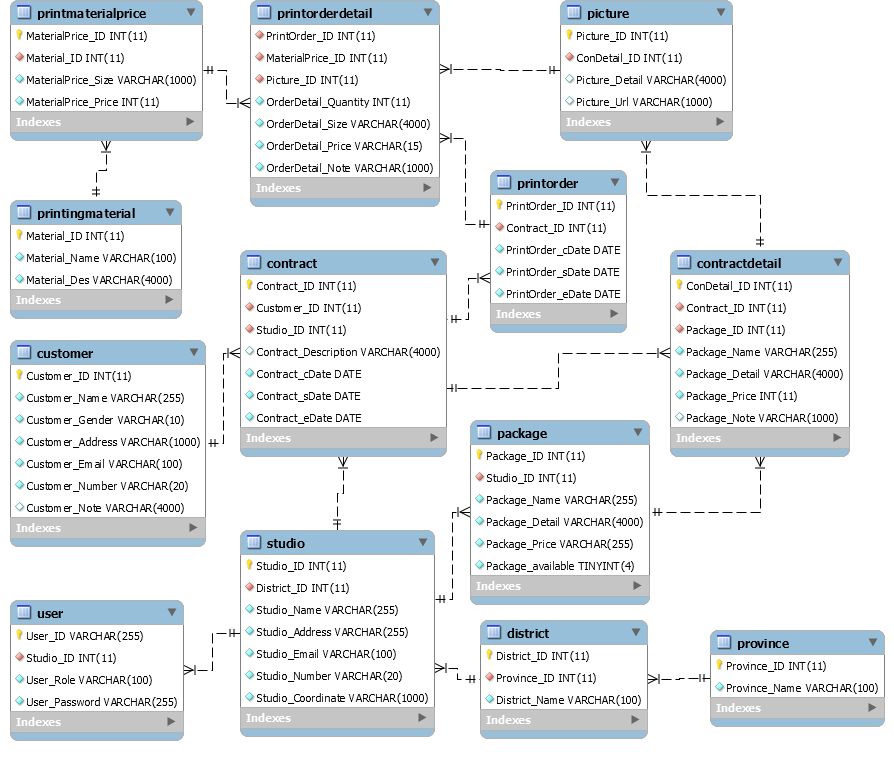 printmaterialprice
MaterialPrice_ID INT(11)
Material_ID INT(11)
MaterialPrice_Size VARCHAR(1000)
MaterialPrice_Price INT(11)
Indexes
printorderdetail
PrintOrder_ID INT(11)
MaterialPrice_ID INT(11)
Picture_ID INT(11)
OrderDetail_Quantity INT(11)
OrderDetail_Size VARCHAR(4000)
OrderDetail_Price VARCHAR(15)
OrderDetail_Note VARCHAR(1000)
Indexes
picture
Picture_ID INT(11)
ConDetail_ID INT(11)
Picture_Detail VARCHAR(4000)
Picture_Url VARCHAR(1000)
Indexes
printingmaterial
Material_ID INT(11)
Material_Name VARCHAR(100)
Material_Des VARCHAR(4000)
Indexes
printorder
PrintOrder_ID INT(11)
Contract_ID INT(11)
PrintOrder_cDate DATE
PrintOrder_sDate DATE
PrintOrder_eDate DATE
Indexes
contract
Contract_ID INT(11)
Customer_ID INT(11)
Studio_ID INT(11)
Contract_Description VARCHAR(4000)
Contract_cDate DATE
Contract_sDate DATE
Contract_eDate DATE
Indexes
contractdetail
ConDetail_ID INT(11)
Contract_ID INT(11)
Package_ID INT(11)
Package_Name VARCHAR(255)
Package_Detail VARCHAR(4000)
Package_Price INT(11)
Package_Note VARCHAR(1000)
Indexes
customer
Customer_ID INT(11)
Customer_Name VARCHAR(255)
Customer_Gender VARCHAR(10)
Customer_Address VARCHAR(1000)
Customer_Email VARCHAR(100)
Customer_Number VARCHAR(20)
Customer_Note VARCHAR(4000)
Indexes
package
Package_ID INT(11)
Studio_ID INT(11)
Package_Name VARCHAR(255)
Package_Detail VARCHAR(4000)
Package_Price VARCHAR(255)
Package_available TINYINT(4)
Indexes
studio
Studio_ID INT(11)
District_ID INT(11)
Studio_Name VARCHAR(255)
Studio_Address VARCHAR(255)
Studio_Email VARCHAR(100)
Studio_Number VARCHAR(20)
Studio_Coordinate VARCHAR(1000)
Indexes
user
User_ID VARCHAR(255)
Studio_ID INT(11)
User_Role VARCHAR(100)
User_Password VARCHAR(255)
Indexes
district
District_ID INT(11)
Province_ID INT(11)
District_Name VARCHAR(100)
Indexes
province
Province_ID INT(11)
Province_Name VARCHAR(100)
Indexes